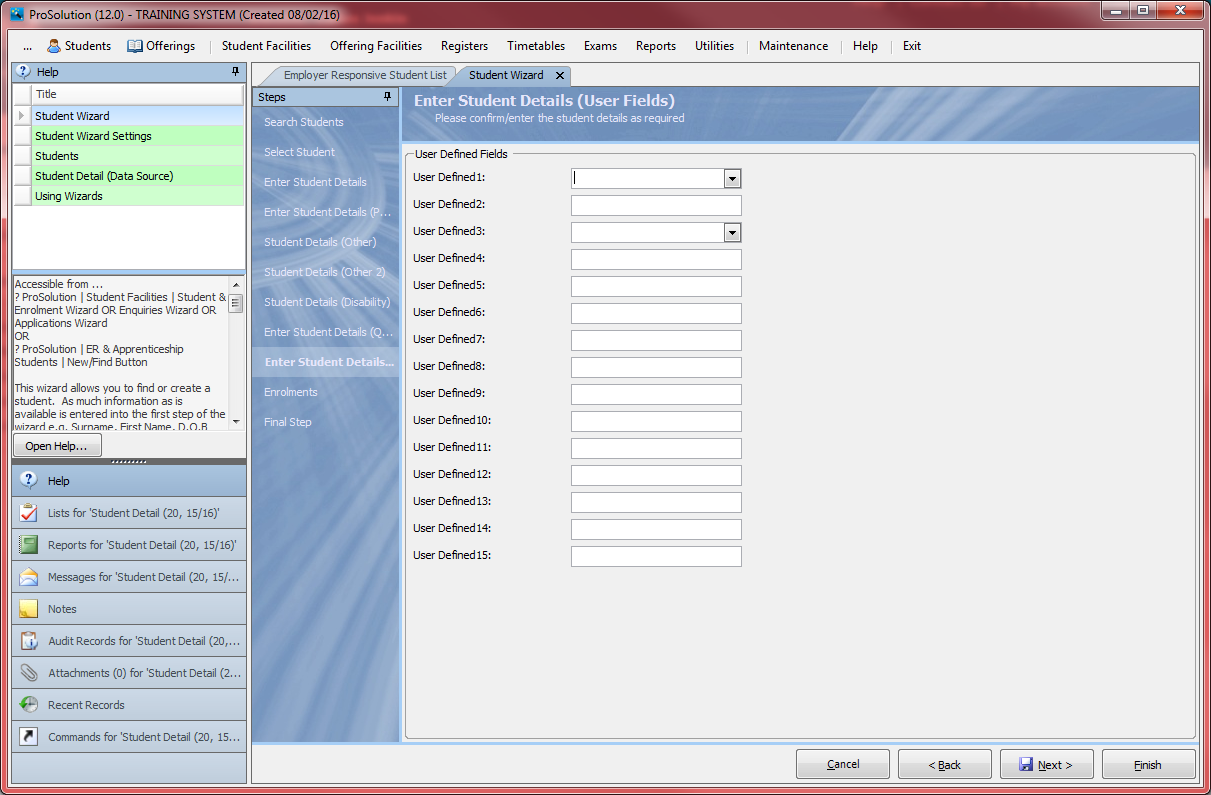 ProSolution (12.0) - TRAINING SYSTEM (Created 08/02/16)
... Students Offerings Student Facilities Offering Facilities Registers Timetables Exams Reports Utilities Maintenance Help Exit
Help
Title
Student Wizard
Student Wizard Settings
Students
Student Detail (Data Source)
Using Wizards
Accessible from ...
? ProSolution | Student Facilities | Student &
Enrolment Wizard OR Enquiries Wizard OR
Applications Wizard
OR
? ProSolution | ER & Apprenticeship
Students | New/Find Button
This wizard allows you to find or create a
student. As much information as is
available is entered into the first step of the
wizard e.g. Surname, First Name, D.O.B
Open Help...
Help
Lists for 'Student Detail (20, 15/16)'
Reports for 'Student Detail (20, 15/16)'
Messages for 'Student Detail (20, 15/...
Notes
Audit Records for 'Student Detail (20,...
Attachments (0) for 'Student Detail (2...
Recent Records
Commands for 'Student Detail (20, 15...
Employer Responsive Student List
Student Wizard
Steps
Search Students
Select Student
Enter Student Details
Enter Student Details (P...
Student Details (Other)
Student Details (Other 2)
Student Details (Disability)
Enter Student Details (Q...
Enter Student Details...
Enrolments
Final Step
Enter Student Details (User Fields)
Please confirm/enter the student details as required
User Defined Fields
User Defined1:
User Defined2:
User Defined3:
User Defined4:
User Defined5:
User Defined6:
User Defined7:
User Defined8:
User Defined9:
User Defined10:
User Defined11:
User Defined12:
User Defined13:
User Defined14:
User Defined15:
Cancel
< Back
Next >
Finish